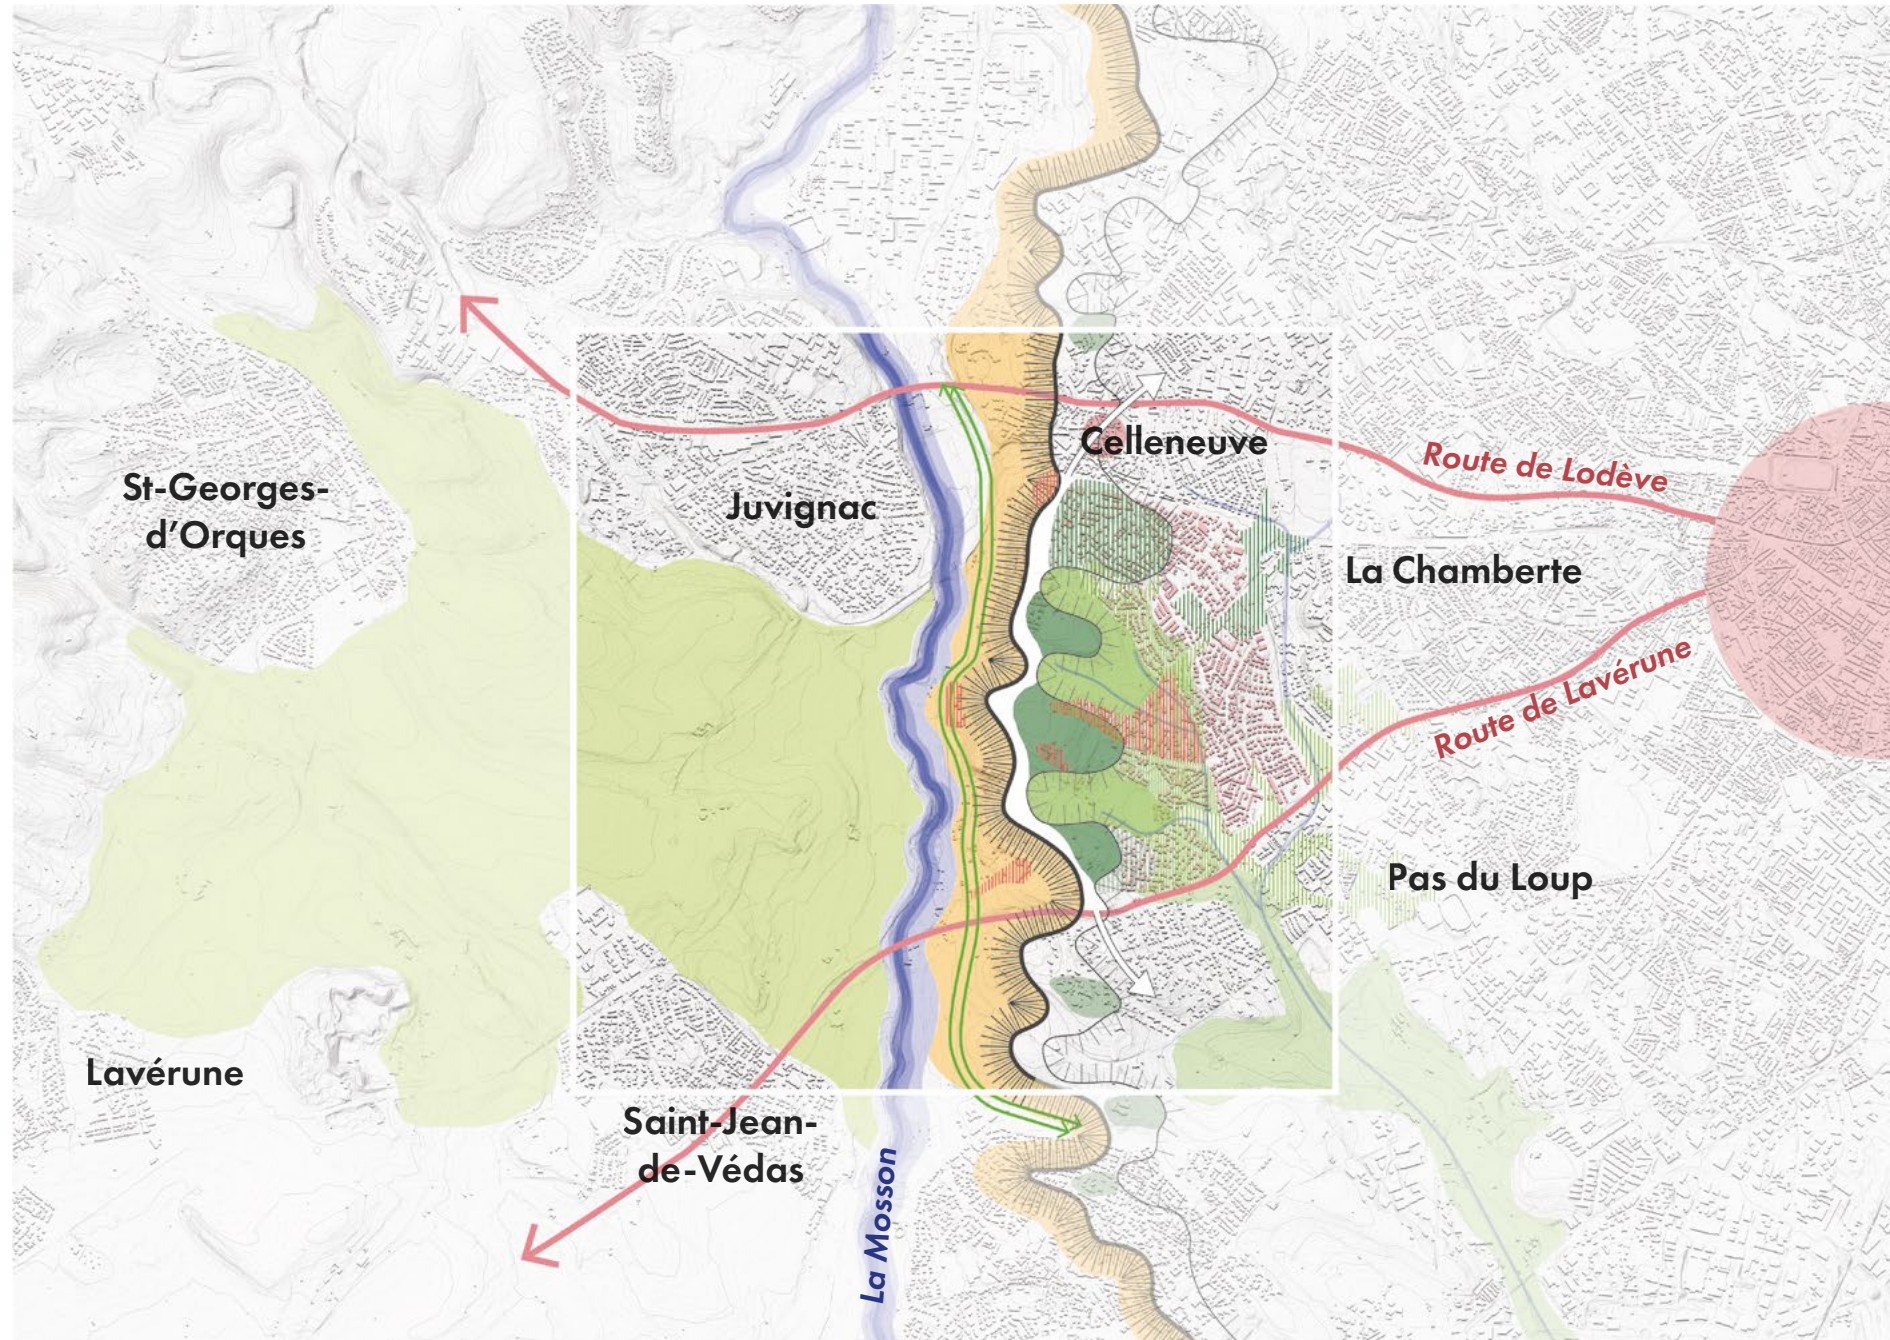 Celleneuve
Route de Lodève
St-Georges-
d'Orques
Juvignac
La Chamberte
Route de Lavérune
Pas du Loup
Lavérune
Saint-Jean-
de-Védas
La Mosson